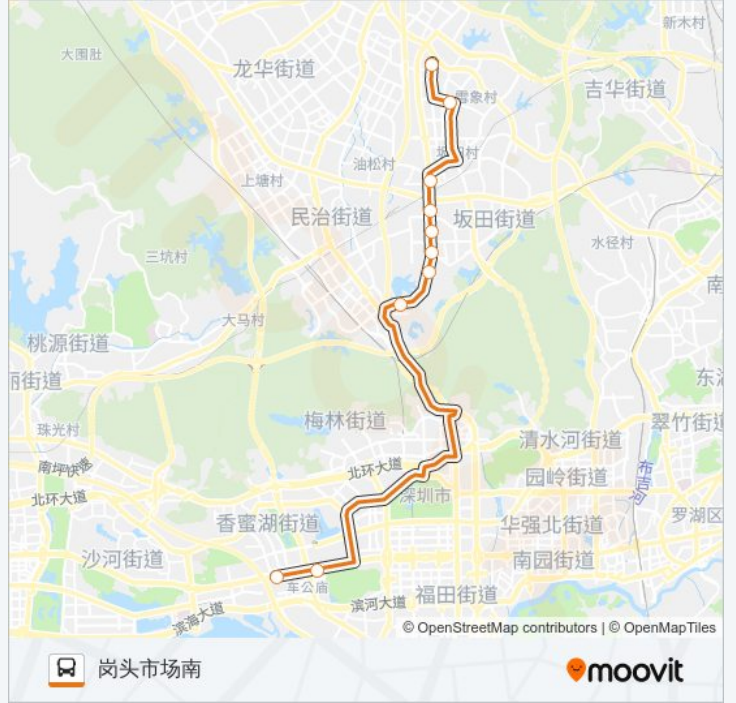 新木村
大围肚
龙华街道
吉华街道
雪象村
油松村
上塘村
民治街道
坂田街道
水径村
三坑村
南
大马村
桃源街道
丽街道
东
梅林街道
翠竹街道
珠光村
清水河街道
南坪快速
北环大道
园岭街道
布吉河
北环大道
深圳市
香蜜湖街道
华强北街道
罗湖区
沙河街道
南园街道
车公庙
福田街道
滨河大道
滨海大道
© OpenStreetMap contributors | © OpenMapTiles
岗头市场南
moovit